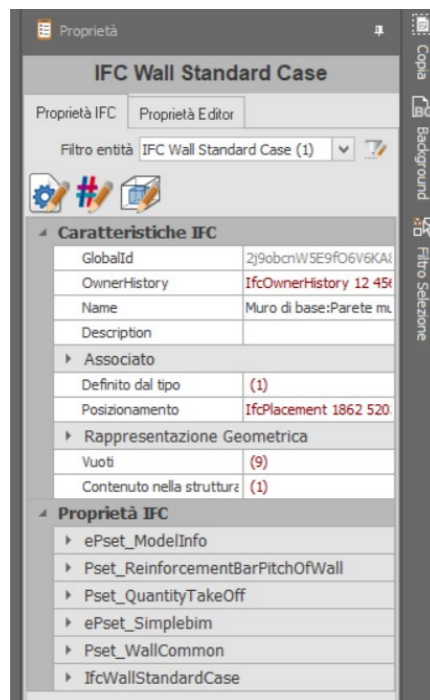 Proprietà
IFC Wall Standard Case
Proprietà IFC Proprietà Editor
Filtro entità IFC Wall Standard Case (1)
Caratteristiche IFC
GlobalId 2j9obcnW5E9fO6V6KA8
OwnerHistory IfcOwnerHistory 12 456
Name Muro di base:Parete mu
Description
Associato
Definito dal tipo (1)
Posizionamento IfcPlacement 1862 520
Rappresentazione Geometrica
Vuoti (9)
Contenuto nella struttura (1)
Proprietà IFC
ePset_ModelInfo
Pset_ReinforcementBarPitchOfWall
Pset_QuantityTakeOff
ePset_Simplebim
Pset_WallCommon
IfcWallStandardCase
Copia
Background
Filtro Selezione